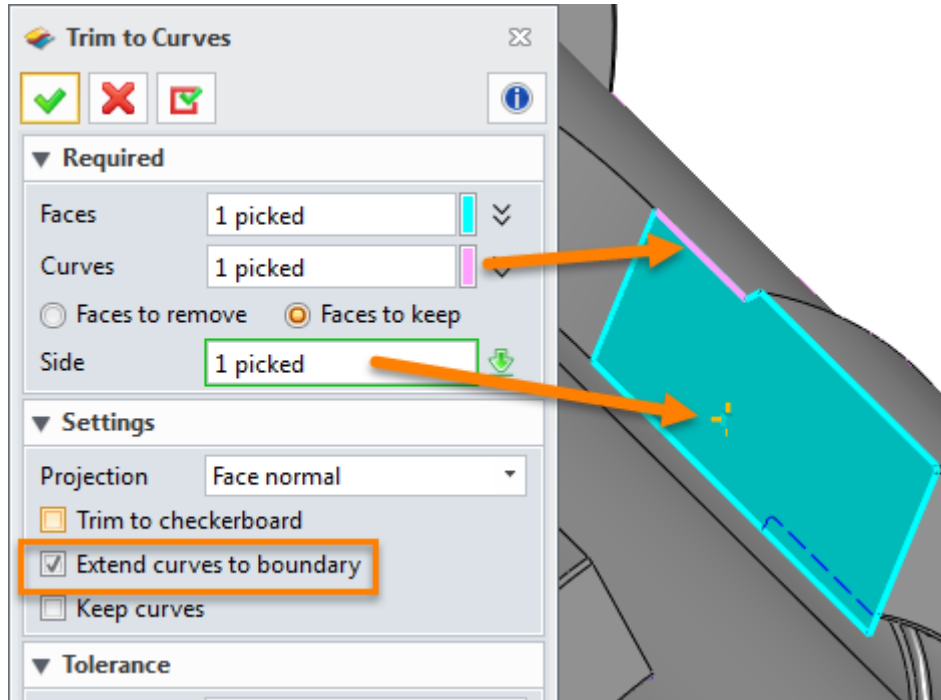 Trim to Curves
Required
Faces 1 picked
Curves 1 picked
Faces to remove Faces to keep
Side 1 picked
Settings
Projection Face normal
Trim to checkerboard
Extend curves to boundary
Keep curves
Tolerance